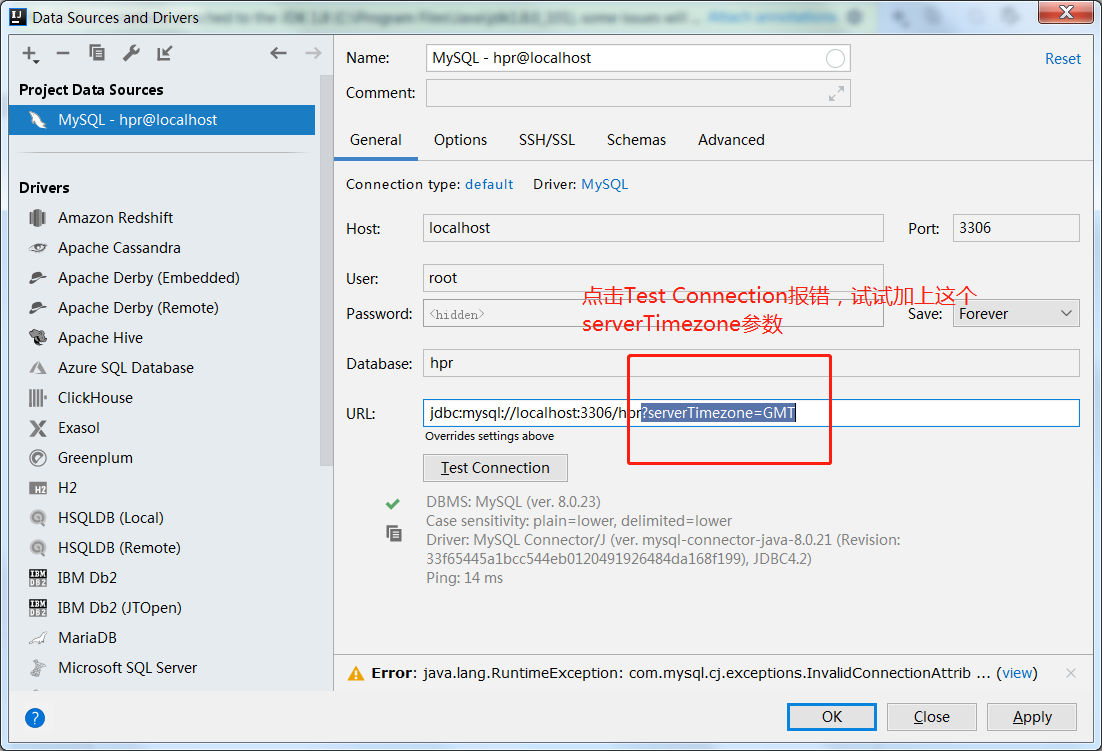 Data Sources and Drivers
Name:
MySQL - hpr@localhost
Reset
Comment:
Project Data Sources
MySQL - hpr@localhost
General Options SSH/SSL Schemas Advanced
Connection type: default Driver: MySQL
Host: localhost Port: 3306
User: root
点击Test Connection报错，试试加上这个
serverTimezone参数
Password: <hidden> Save: Forever
Database: hpr
URL: jdbc:mysql://localhost:3306/hpr?serverTimezone=GMT
Overrides settings above
Test Connection
DBMS: MySQL (ver. 8.0.23)
Case sensitivity: plain=lower, delimited=lower
Driver: MySQL Connector/J (ver. mysql-connector-java-8.0.21 (Revision:
33f65445a1bcc544eb0120491926484da168f199), JDBC4.2)
Ping: 14 ms
Drivers
Amazon Redshift
Apache Cassandra
Apache Derby (Embedded)
Apache Derby (Remote)
Apache Hive
Azure SQL Database
ClickHouse
Exasol
Greenplum
H2
HSQLDB (Local)
HSQLDB (Remote)
IBM Db2
IBM Db2 (JTOpen)
MariaDB
Microsoft SQL Server
Error: java.lang.RuntimeException: com.mysql.cj.exceptions.InvalidConnectionAttrib ... (view)
OK Close Apply